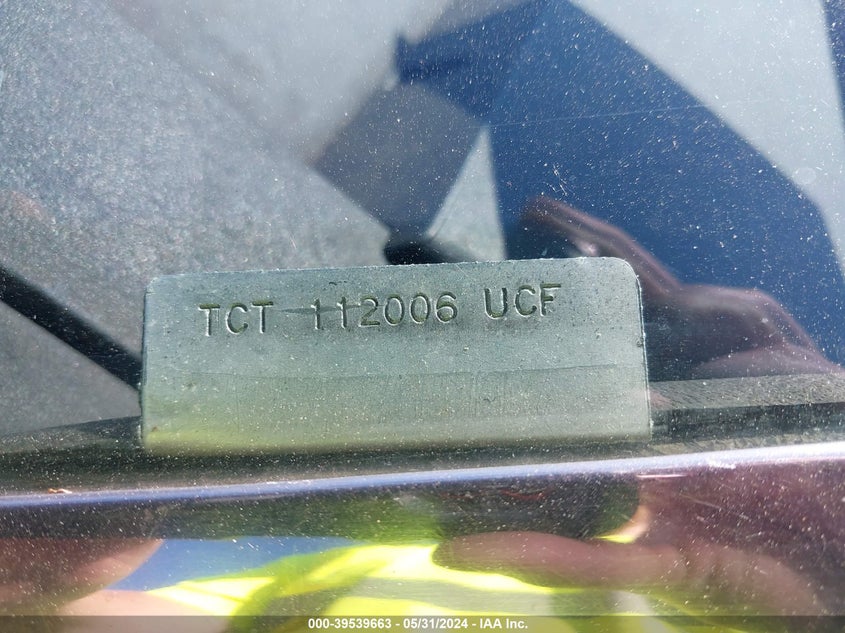 TCT 112006 UCF
000-39539663 - 05/31/2024 - IAA Inc.